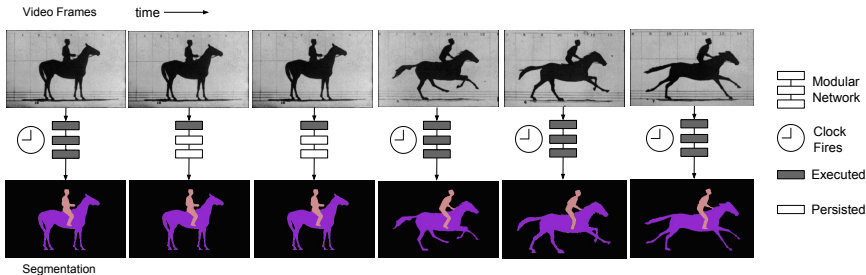 Video Frames
time
Modular
Network
Clock
Fires
Executed
Persisted
Segmentation